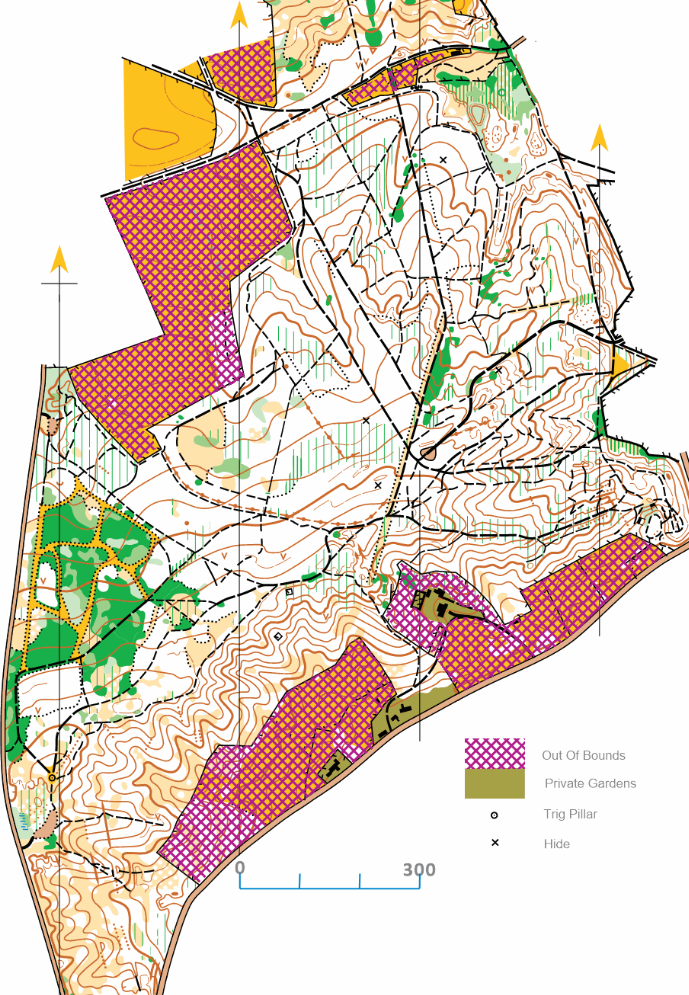 Out Of Bounds
Private Gardens
Trig Pillar
Hide
0 300